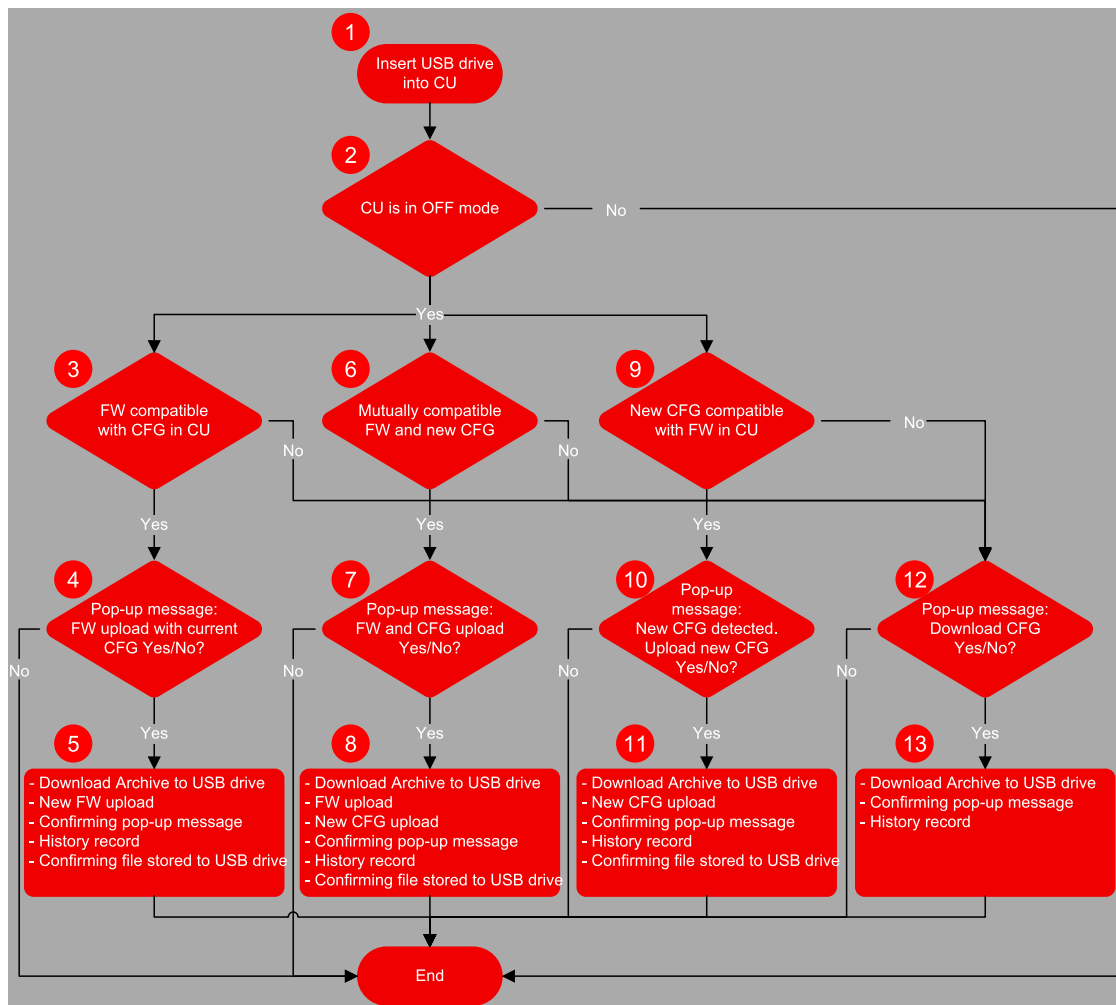 1
Insert USB drive
into CU
2
CU is in OFF mode
No
Yes
3
FW compatible
with CFG in CU
6
Mutually compatible
FW and new CFG
9
New CFG compatible
with FW in CU
No
No
No
Yes
Yes
Yes
4
Pop-up message:
FW upload with current
CFG Yes/No?
7
Pop-up message:
FW and CFG upload
Yes/No?
10
Pop-up
message:
New CFG detected.
Upload new CFG
Yes/No?
12
Pop-up message:
Download CFG
Yes/No?
No
No
No
No
Yes
Yes
Yes
Yes
5
- Download Archive to USB drive
- New FW upload
- Confirming pop-up message
- History record
- Confirming file stored to USB drive
8
- Download Archive to USB drive
- FW upload
- New CFG upload
- Confirming pop-up message
- History record
- Confirming file stored to USB drive
11
- Download Archive to USB drive
- New CFG upload
- Confirming pop-up message
- History record
- Confirming file stored to USB drive
13
- Download Archive to USB drive
- Confirming pop-up message
- History record
End